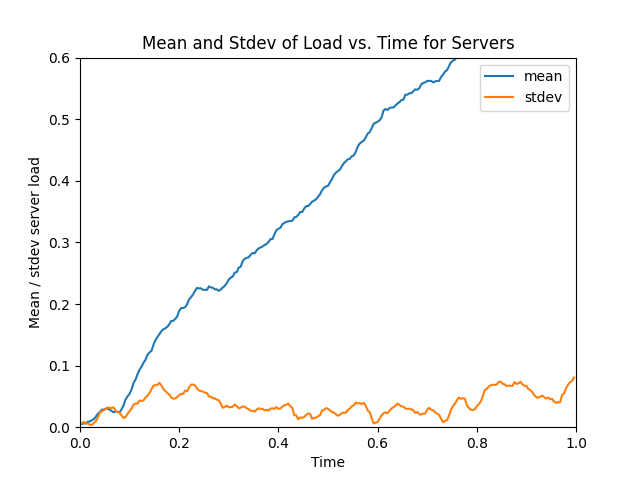 Mean and Stdev of Load vs. Time for Servers
mean
stdev
Mean / stdev server load
0.6
0.5
0.4
0.3
0.2
0.1
0.0
0.0 0.2 0.4 0.6 0.8 1.0
Time